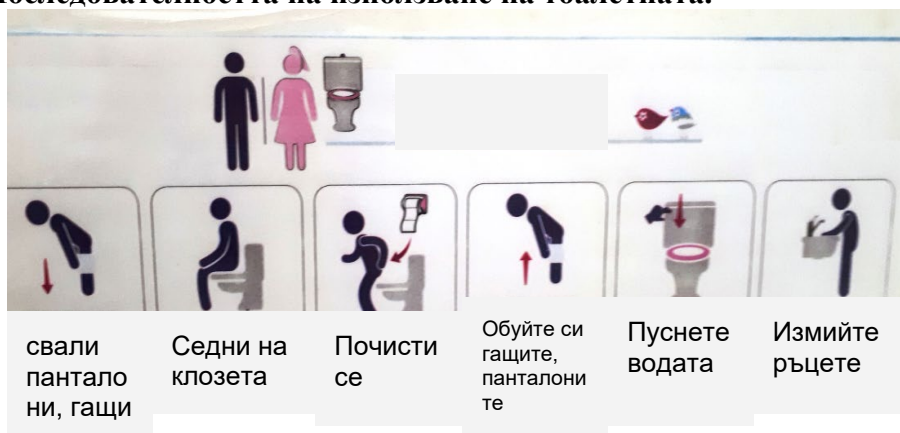 последователността на използване на тоалетната.
свали
пантало
ни, гащи
Седни на
клозета
Почисти
се
Обуйте си
гащите,
панталони
те
Пуснете
водата
Измийте
ръцете